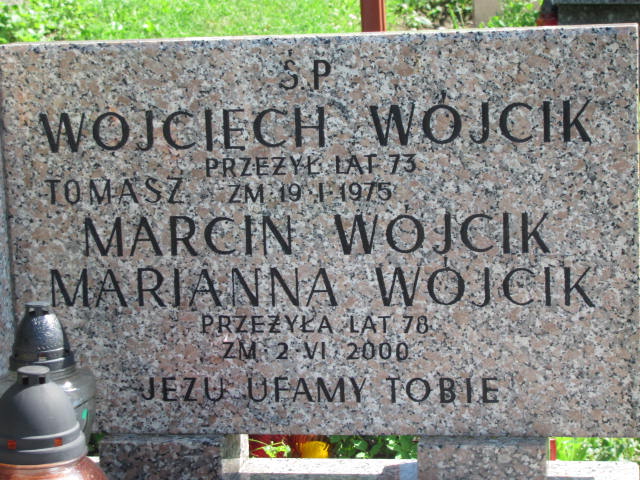 Ś.P
WOJCIECH WÓJCIK
PRZEŻYŁ LAT 73
TOMASZ ZM 19·I·1975
MARCIN WÓJCIK
MARIANNA WÓJCIK
PRZEŻYŁA LAT 78
ZM· 2 VI 2000
JEZU UFAMY TOBIE